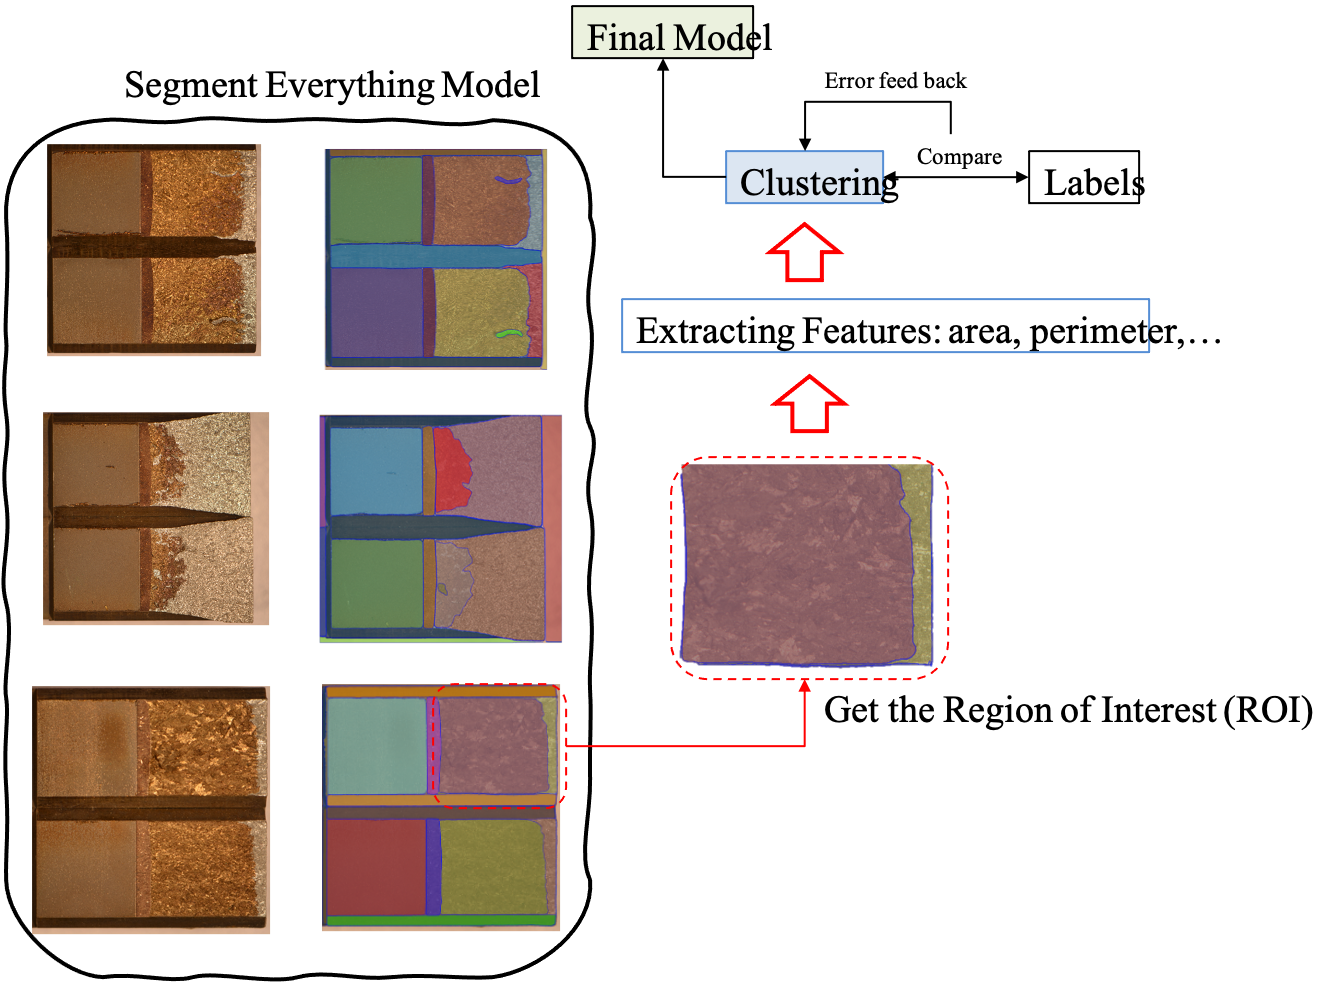 Final Model
Segment Everything Model
Error feed back
Compare
Clustering
Labels
Extracting Features: area, perimeter,…
Get the Region of Interest (ROI)